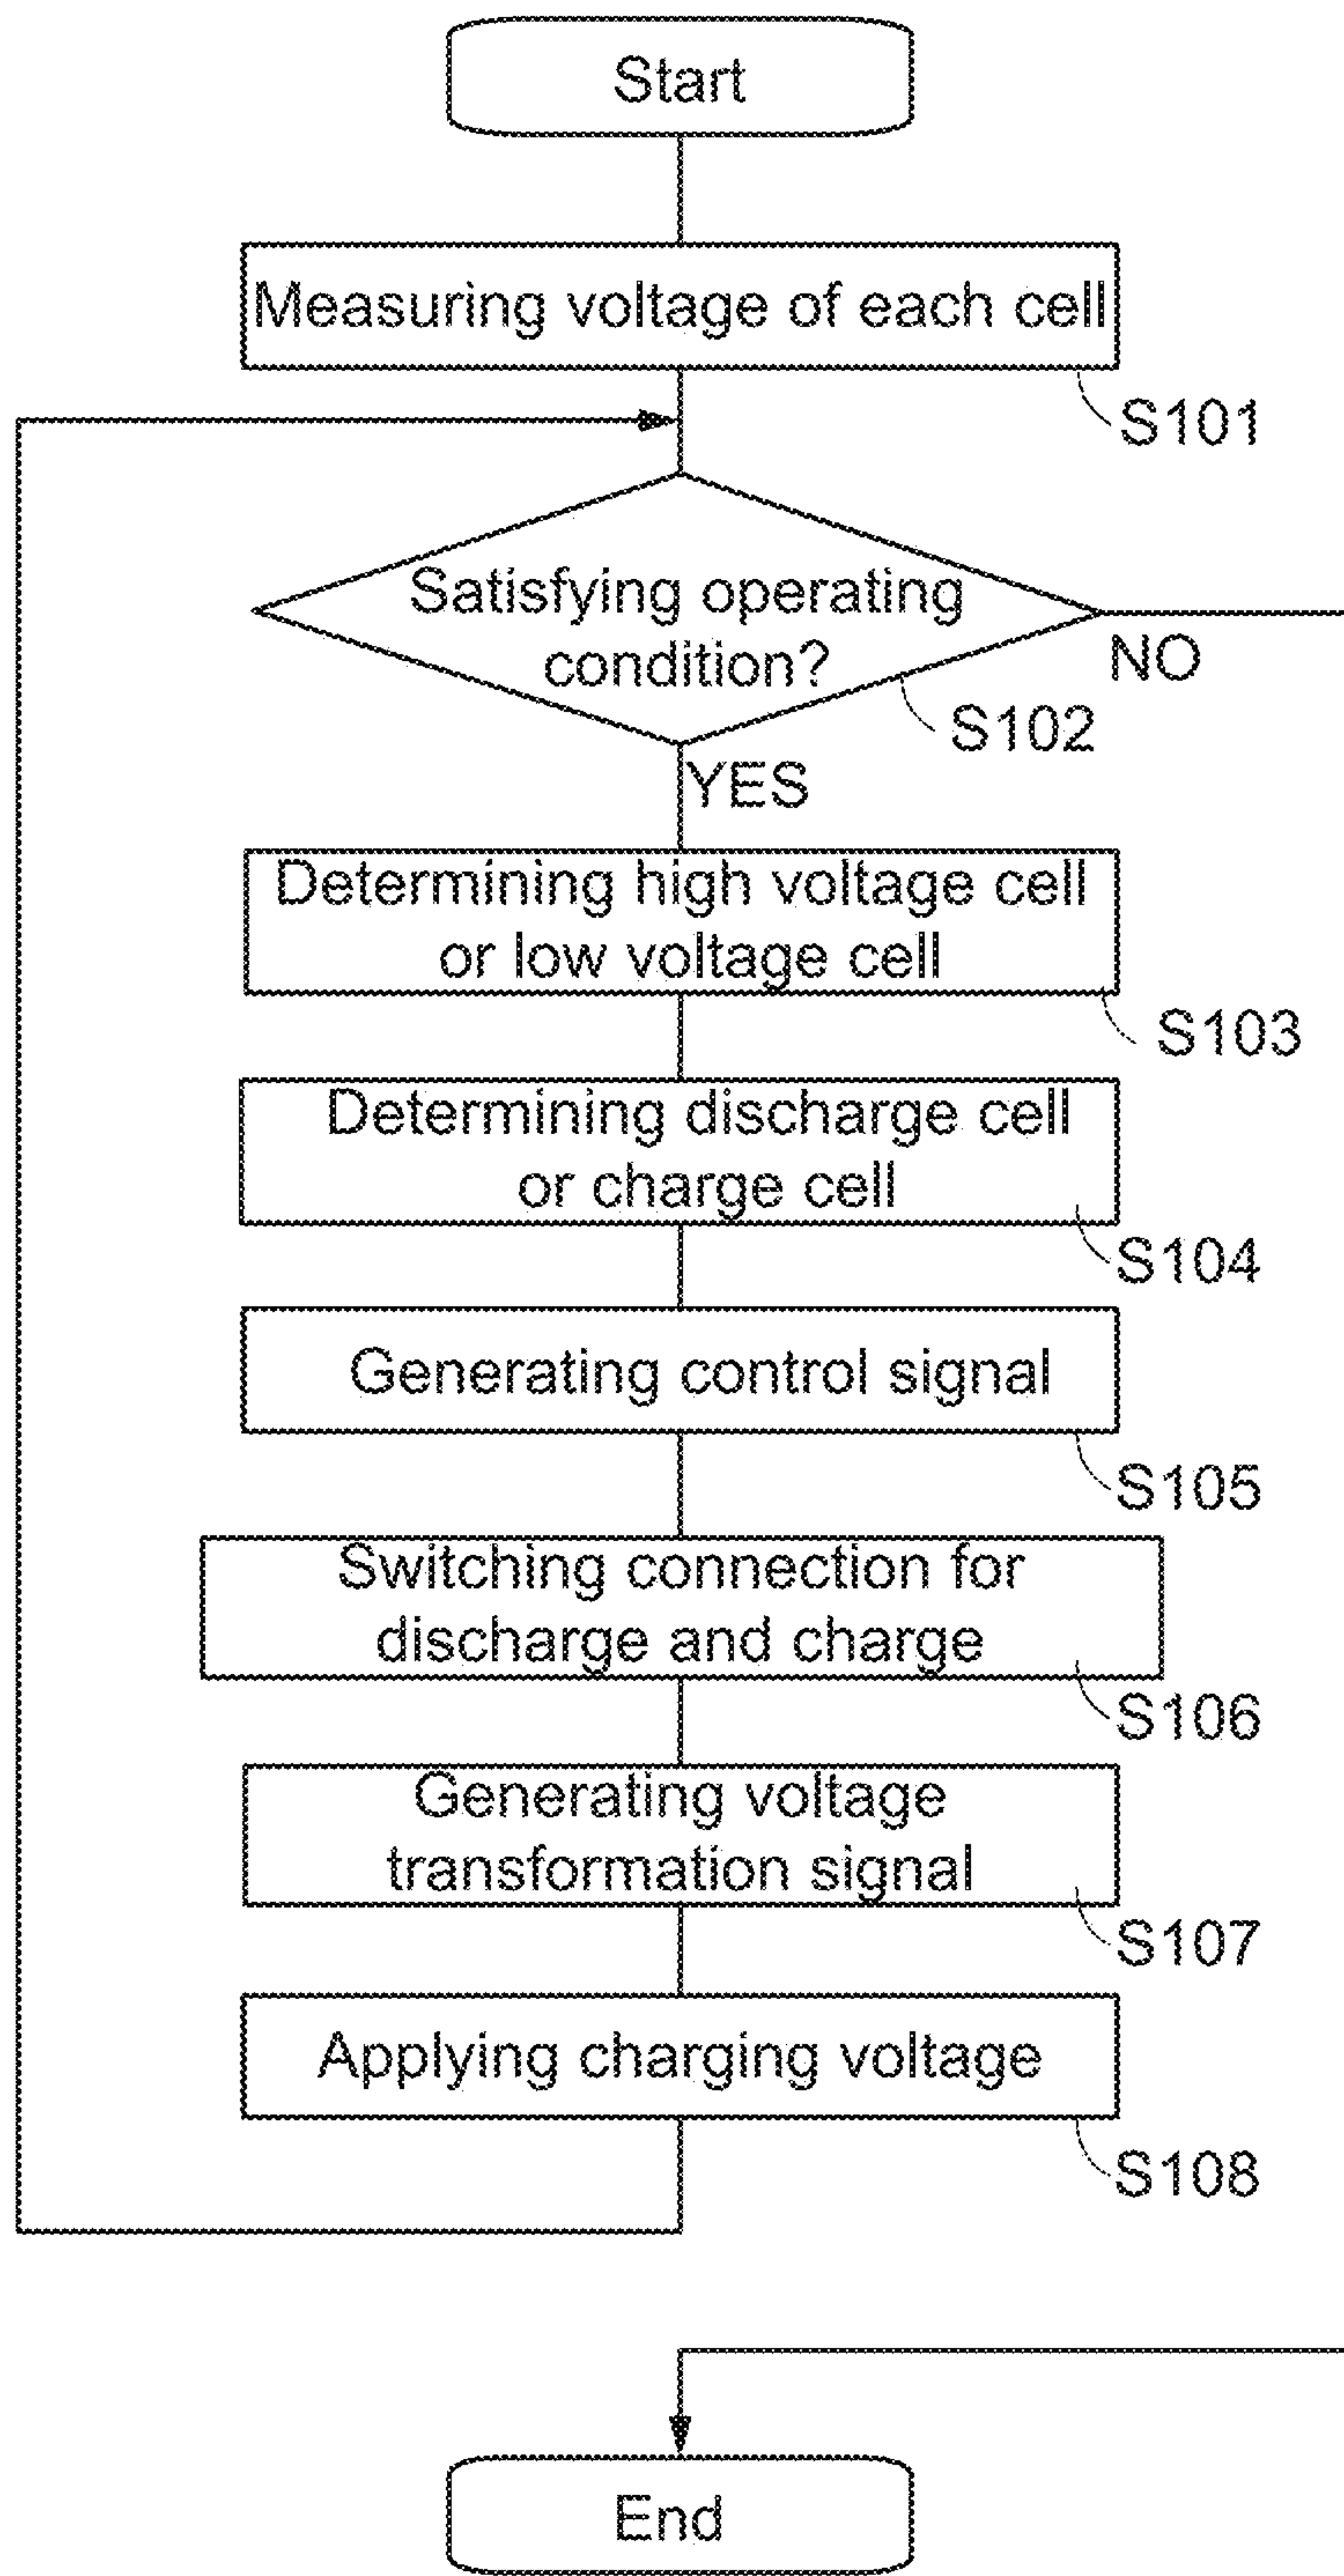 Start
Measuring voltage of each cell
S101
Satisfying operating
condition?
NO
S102
YES
Determining high voltage cell
or low voltage cell
S103
Determining discharge cell
or charge cell
S104
Generating control signal
S105
Switching connection for
discharge and charge
S106
Generating voltage
transformation signal
S107
Applying charging voltage
S108
End